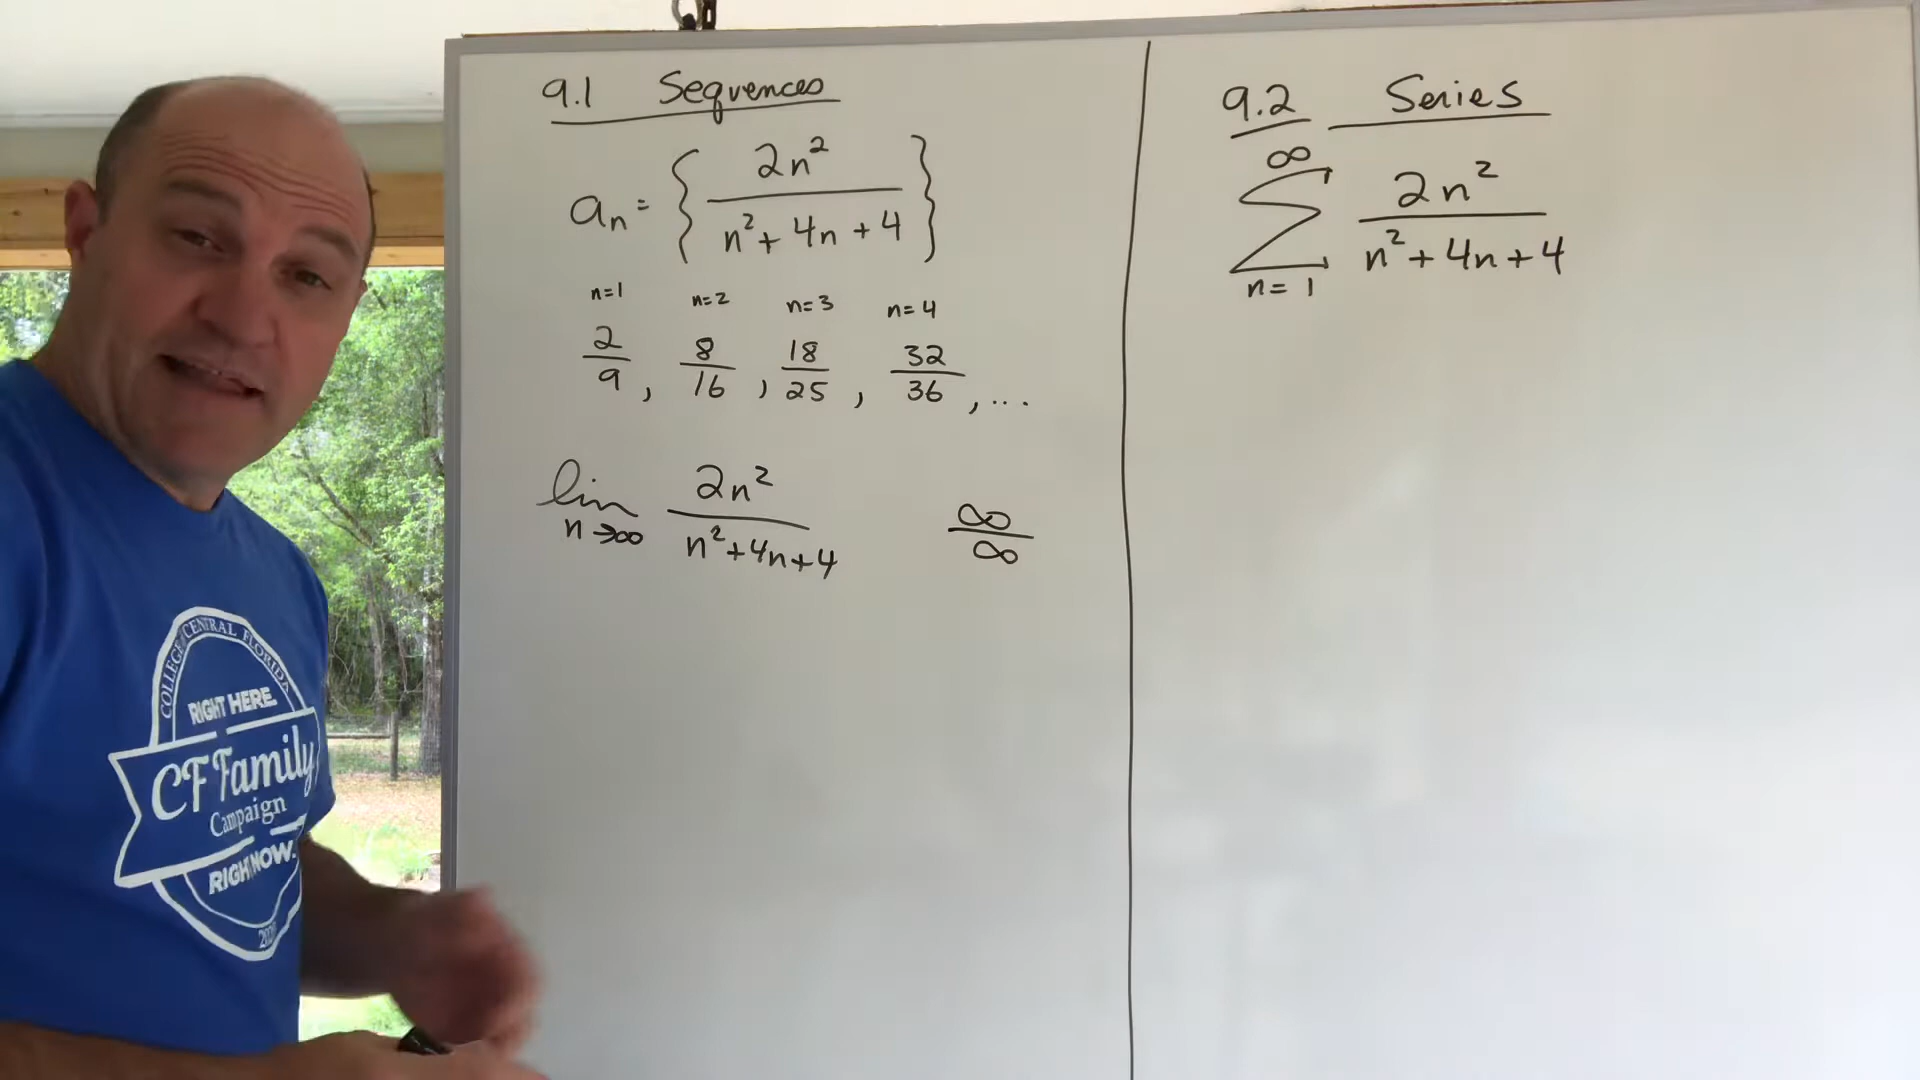 9.1 Sequences
aₙ = { 2n² / (n² + 4n + 4) }
n=1 n=2 n=3 n=4
2/9, 8/16, 18/25, 32/36, ...
lim n→∞ 2n² / (n²+4n+4) ∞/∞
9.2 Series
∞
∑ 2n² / (n²+4n+4)
n=1
COLLEGE CENTRAL FLORIDA
RIGHT HERE.
CF Family
Campaign
RIGHT NOW.